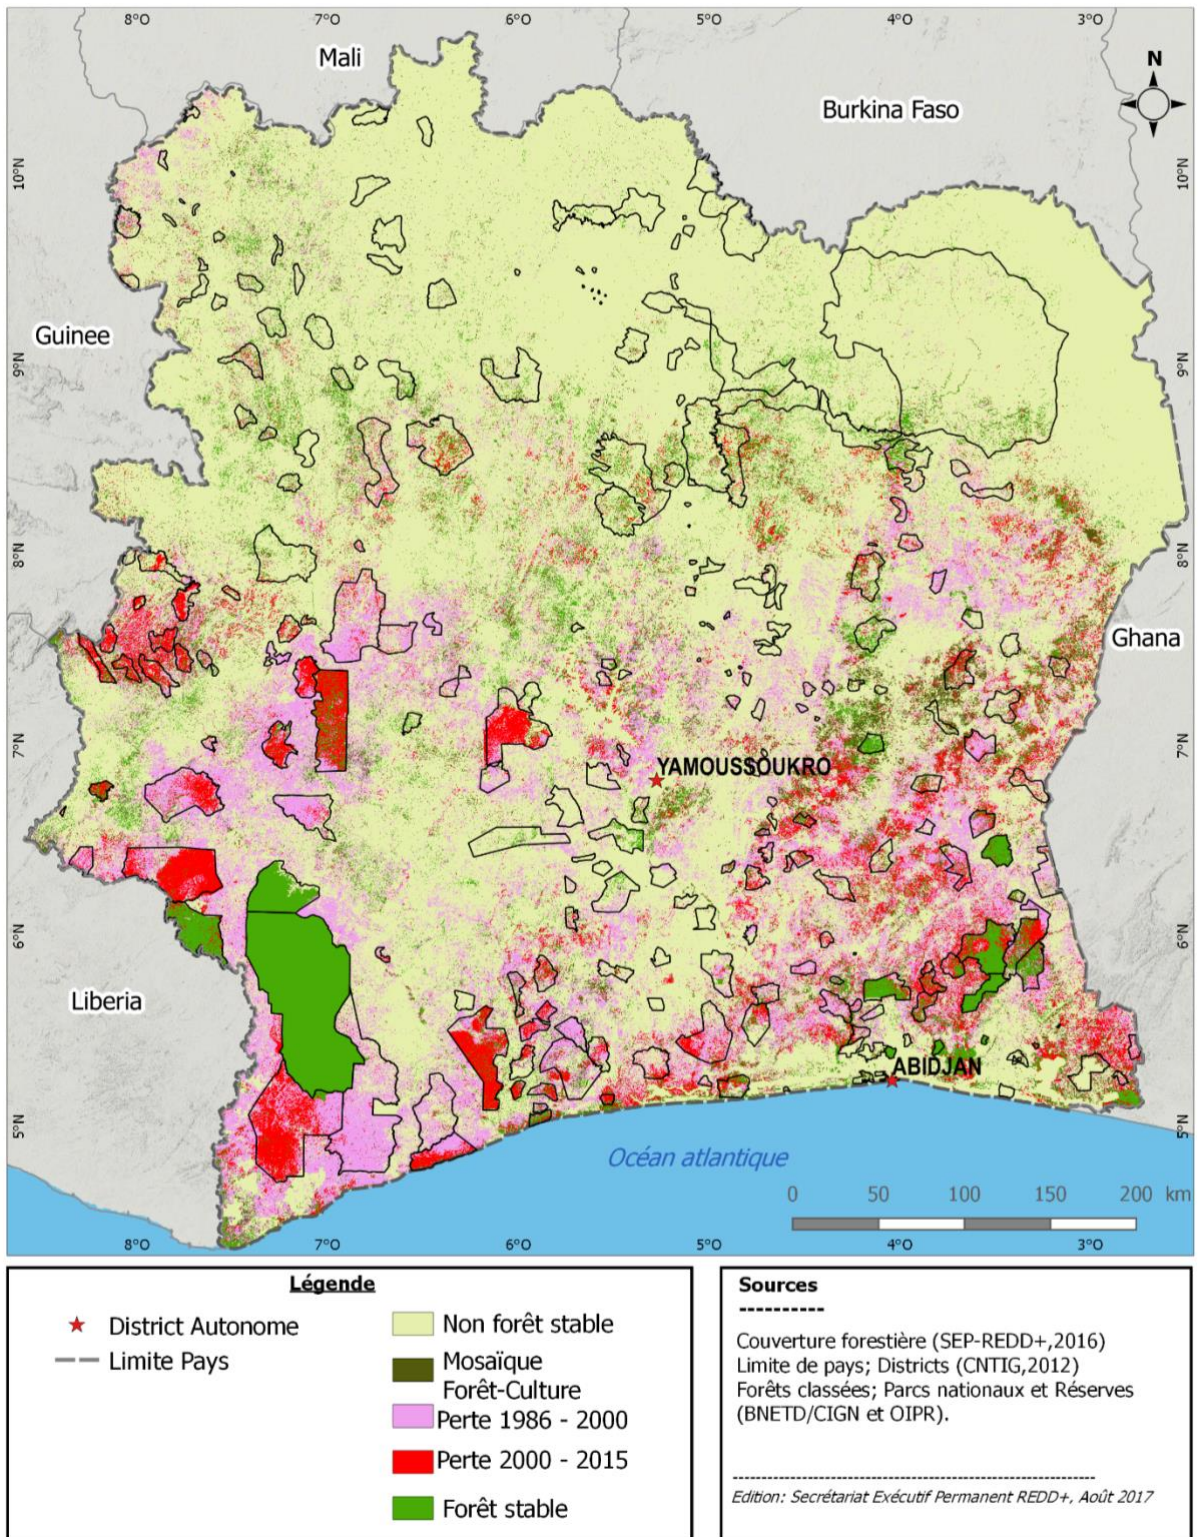 8°O 7°O 6°O 5°O 4°O 3°O
Mali
N
Burkina Faso
10°N 10°N
Guinee
9°N 9°N
8°N 8°N
Ghana
7°N 7°N
YAMOUSSÒUKRO
6°N 6°N
Liberia
ABIDJAN
5°N 5°N
Océan atlantique
0 50 100 150 200 km
8°O 7°O 6°O 5°O 4°O 3°O
Légende
District Autonome
Limite Pays
Non forêt stable
Mosaïque
Forêt-Culture
Perte 1986 - 2000
Perte 2000 - 2015
Forêt stable
Sources
----------
Couverture forestière (SEP-REDD+,2016)
Limite de pays; Districts (CNTIG,2012)
Forêts classées; Parcs nationaux et Réserves
(BNETD/CIGN et OIPR).
Edition: Secrétariat Exécutif Permanent REDD+, Août 2017